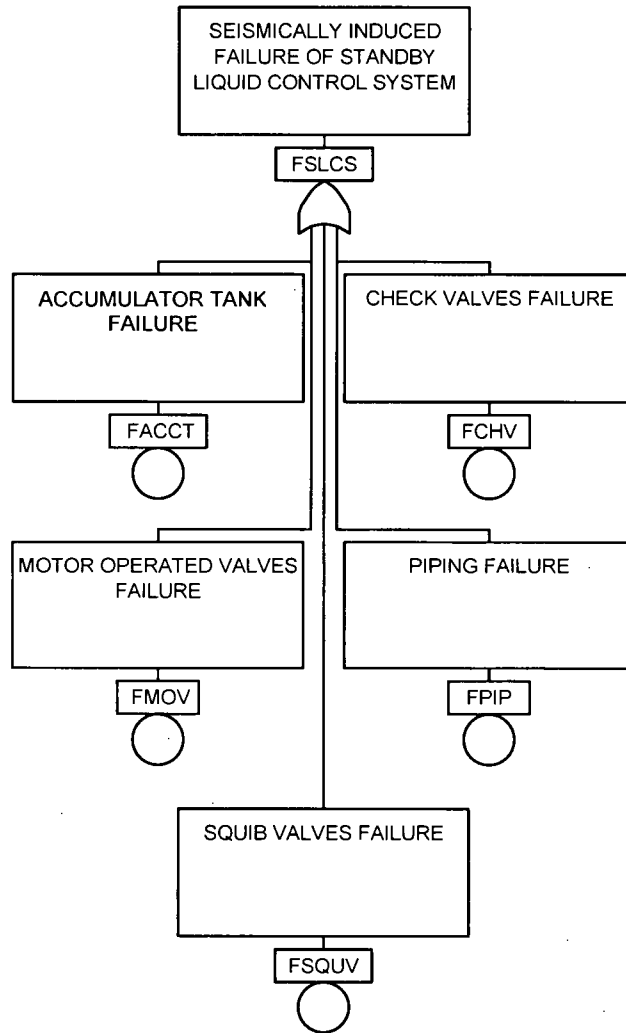 SEISMICALLY INDUCED
FAILURE OF STANDBY
LIQUID CONTROL SYSTEM
FSLCS
ACCUMULATOR TANK
FAILURE
FACCT
CHECK VALVES FAILURE
FCHV
MOTOR OPERATED VALVES
FAILURE
FMOV
PIPING FAILURE
FPIP
SQUIB VALVES FAILURE
FSQUV